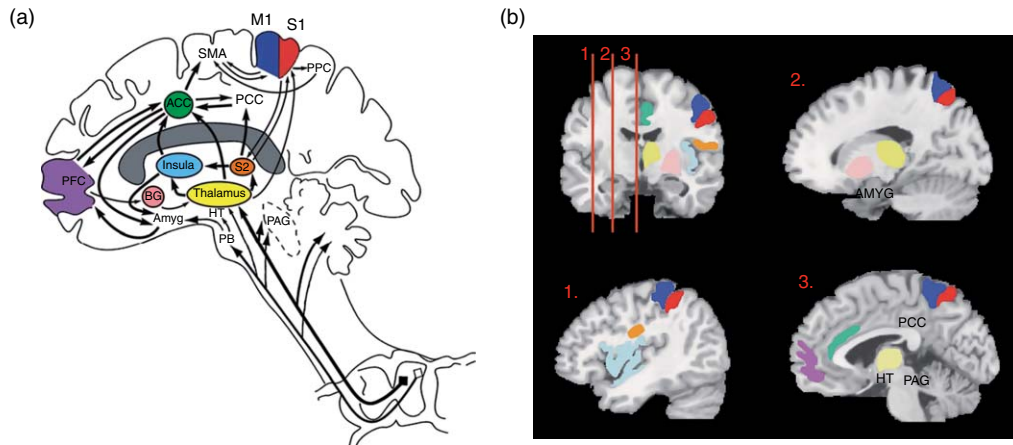 (a)
M1
S1
SMA
PPC
ACC
PCC
PFC
Insula
S2
BG
Thalamus
Amyg
HT
PAG
PB
(b)
1
2
3
2.
AMYG
1.
3.
PCC
HT
PAG